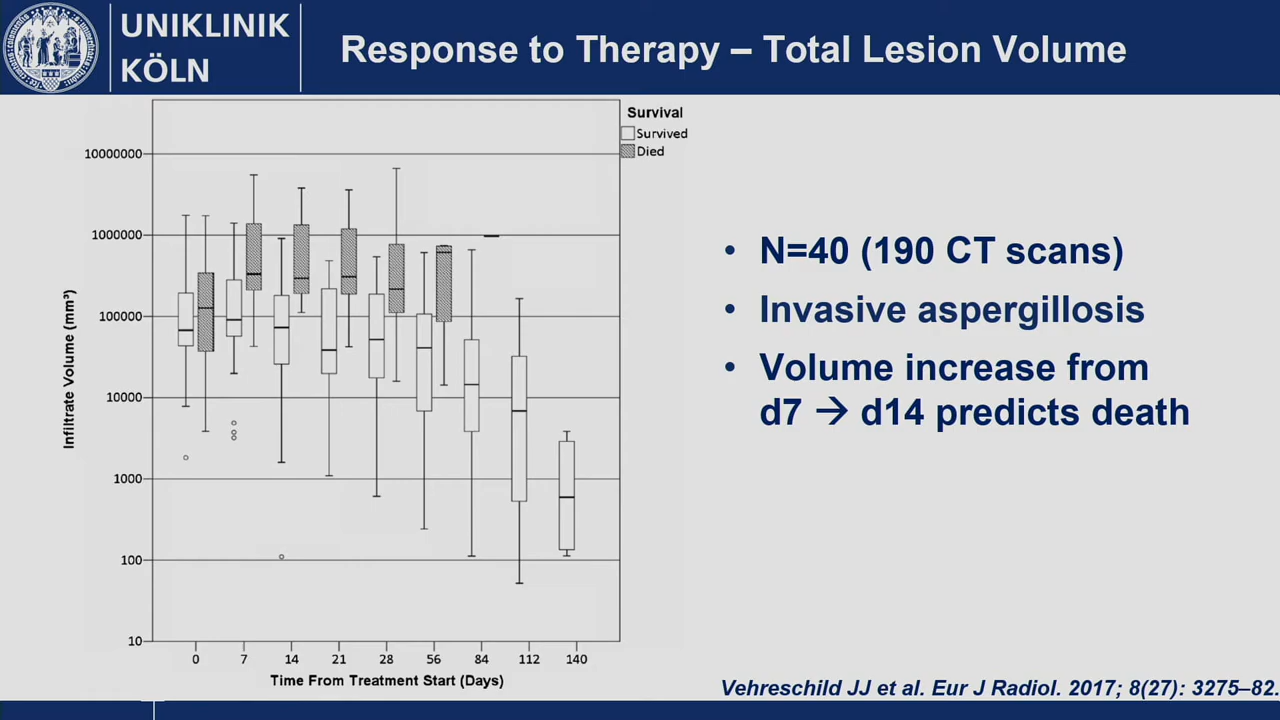 UNIKLINIK
KÖLN
Response to Therapy – Total Lesion Volume
Survival
Survived
Died
10000000
1000000
100000
10000
1000
100
10
Infiltrate Volume (mm³)
0 7 14 21 28 56 84 112 140
Time From Treatment Start (Days)
• N=40 (190 CT scans)
• Invasive aspergillosis
• Volume increase from
d7 → d14 predicts death
Vehreschild JJ et al. Eur J Radiol. 2017; 8(27): 3275–82.